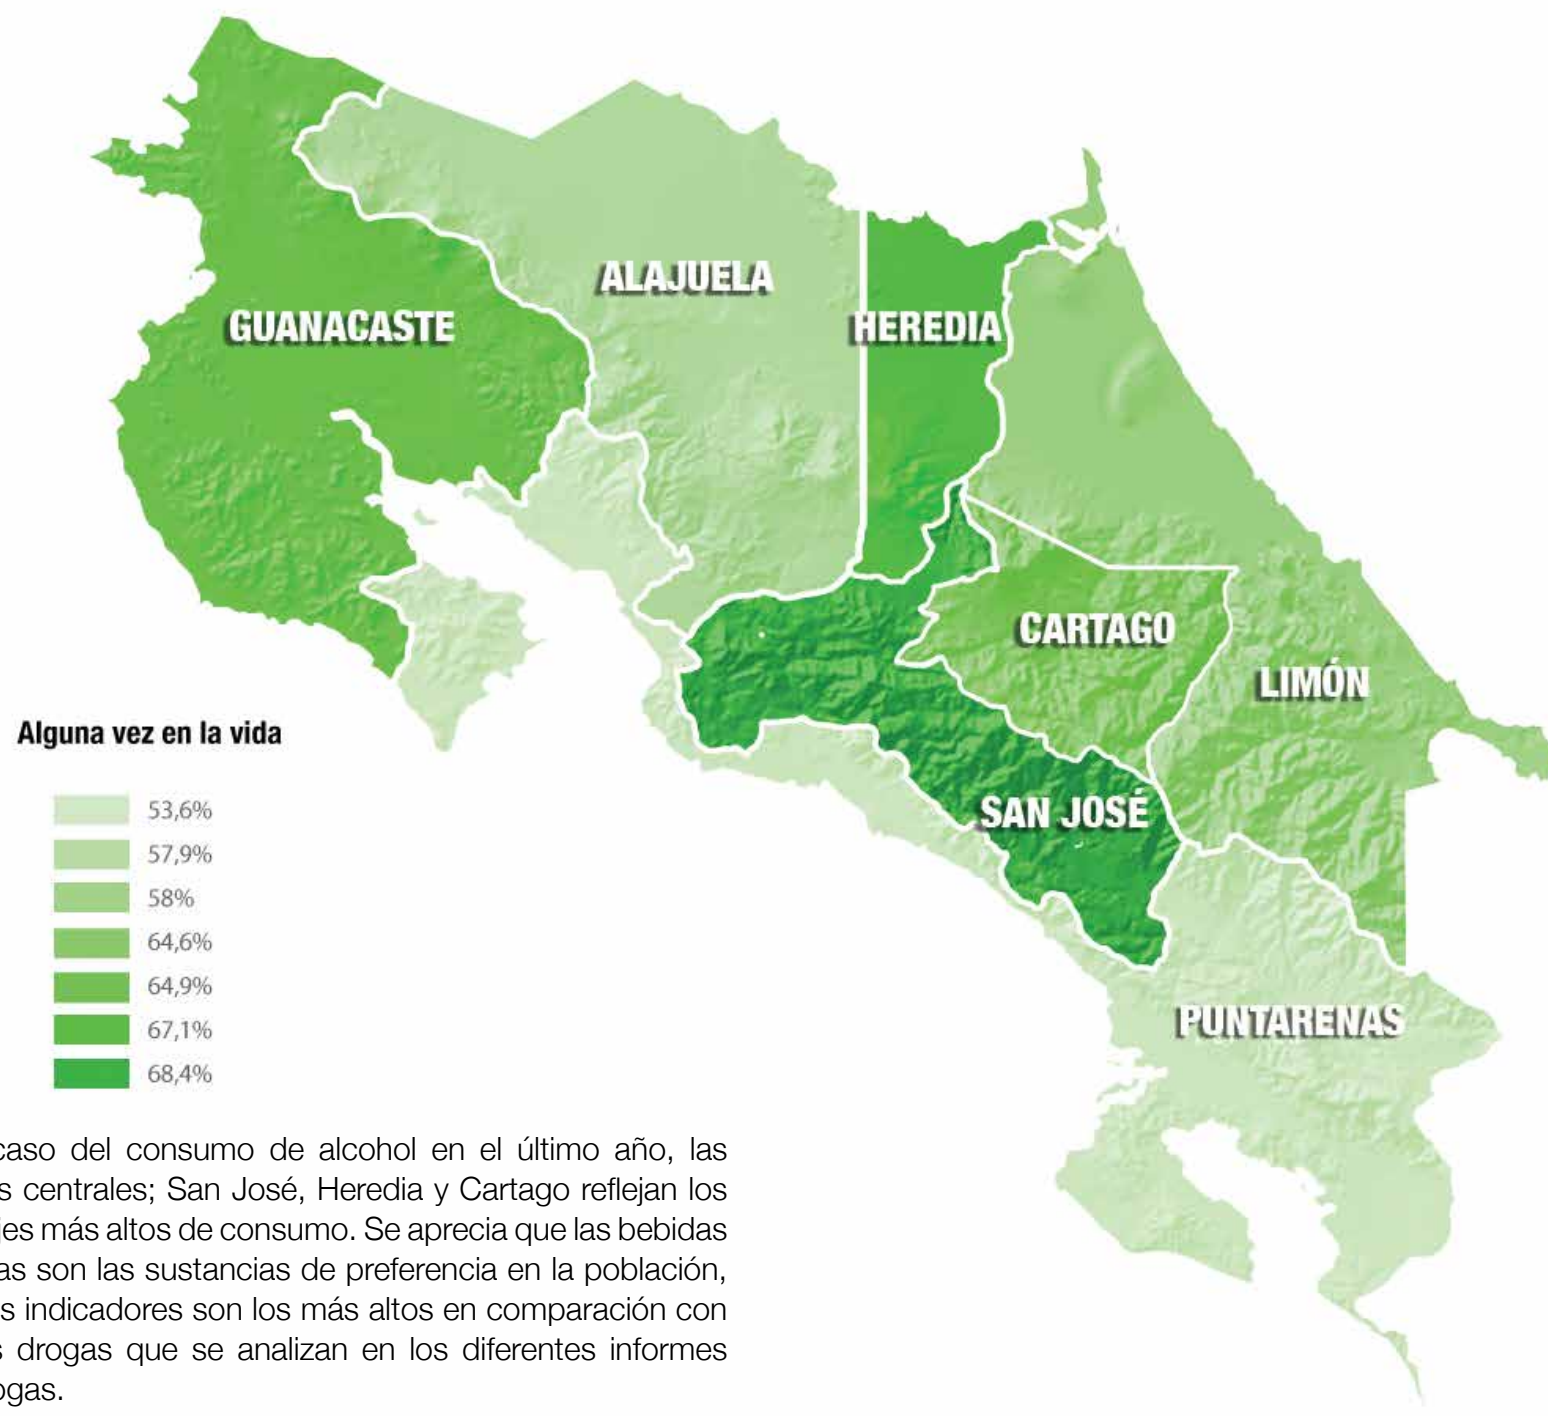 ALAJUELA
GUANACASTE
HEREDIA
CARTAGO
LIMÓN
SAN JOSÉ
PUNTARENAS
Alguna vez en la vida
53,6%
57,9%
58%
64,6%
64,9%
67,1%
68,4%
caso del consumo de alcohol en el último año, las
s centrales; San José, Heredia y Cartago reflejan los
jes más altos de consumo. Se aprecia que las bebidas
as son las sustancias de preferencia en la población,
s indicadores son los más altos en comparación con
s drogas que se analizan en los diferentes informes
ogas.